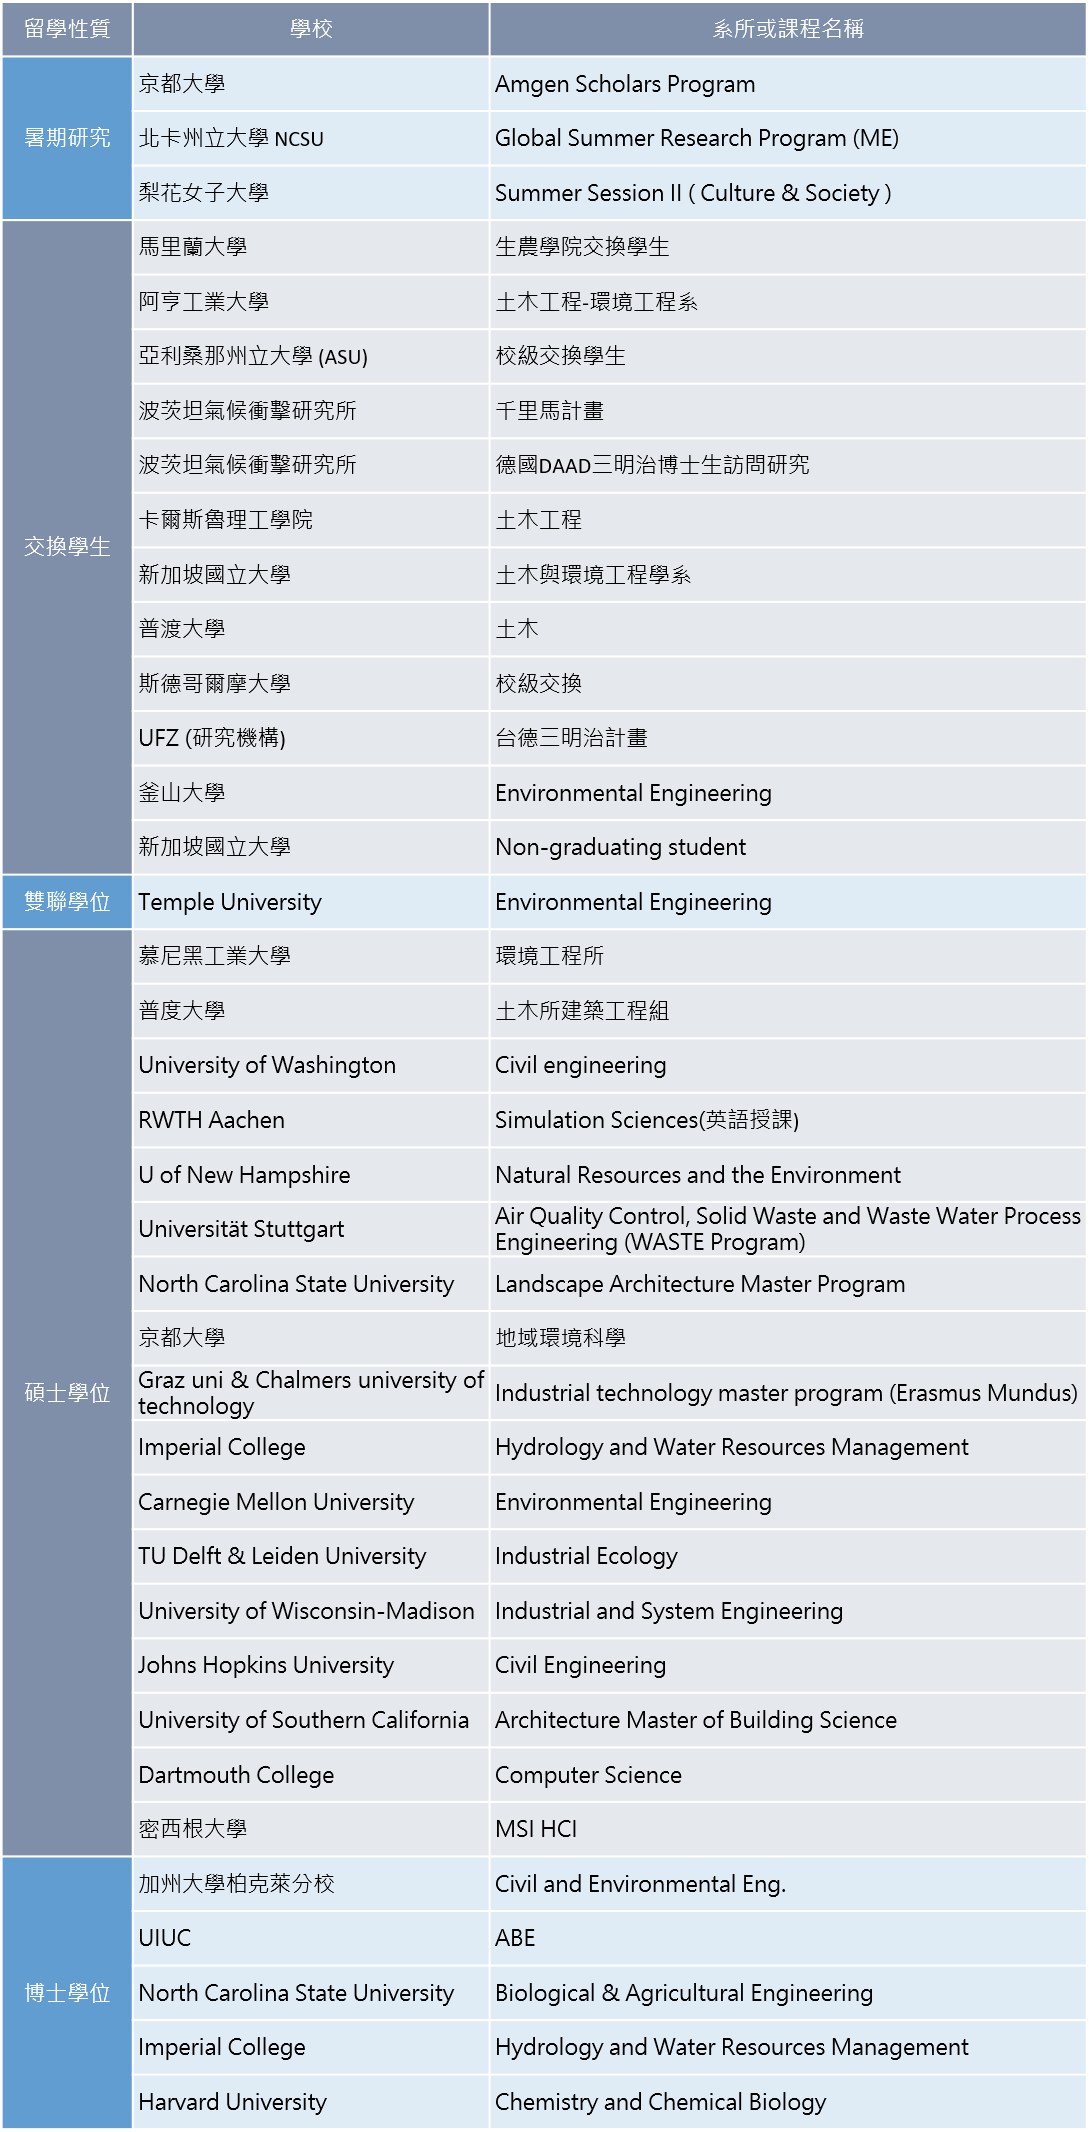 留學性質 學校 系所或課程名稱
暑期研究
京都大學 Amgen Scholars Program
北卡州立大學 NCSU Global Summer Research Program (ME)
梨花女子大學 Summer Session II ( Culture & Society )
交換學生
馬里蘭大學 生農學院交換學生
阿亨工業大學 土木工程-環境工程系
亞利桑那州立大學 (ASU) 校級交換學生
波茨坦氣候衝擊研究所 千里馬計畫
波茨坦氣候衝擊研究所 德國DAAD三明治博士生訪問研究
卡爾斯魯理工學院 土木工程
新加坡國立大學 土木與環境工程學系
普渡大學 土木
斯德哥爾摩大學 校級交換
UFZ (研究機構) 台德三明治計畫
釜山大學 Environmental Engineering
新加坡國立大學 Non-graduating student
雙聯學位 Temple University Environmental Engineering
碩士學位
慕尼黑工業大學 環境工程所
普度大學 土木所建築工程組
University of Washington Civil engineering
RWTH Aachen Simulation Sciences(英語授課)
U of New Hampshire Natural Resources and the Environment
Universität Stuttgart Air Quality Control, Solid Waste and Waste Water Process
Engineering (WASTE Program)
North Carolina State University Landscape Architecture Master Program
京都大學 地域環境科學
Graz uni & Chalmers university of
technology Industrial technology master program (Erasmus Mundus)
Imperial College Hydrology and Water Resources Management
Carnegie Mellon University Environmental Engineering
TU Delft & Leiden University Industrial Ecology
University of Wisconsin-Madison Industrial and System Engineering
Johns Hopkins University Civil Engineering
University of Southern California Architecture Master of Building Science
Dartmouth College Computer Science
密西根大學 MSI HCI
博士學位
加州大學柏克萊分校 Civil and Environmental Eng.
UIUC ABE
North Carolina State University Biological & Agricultural Engineering
Imperial College Hydrology and Water Resources Management
Harvard University Chemistry and Chemical Biology